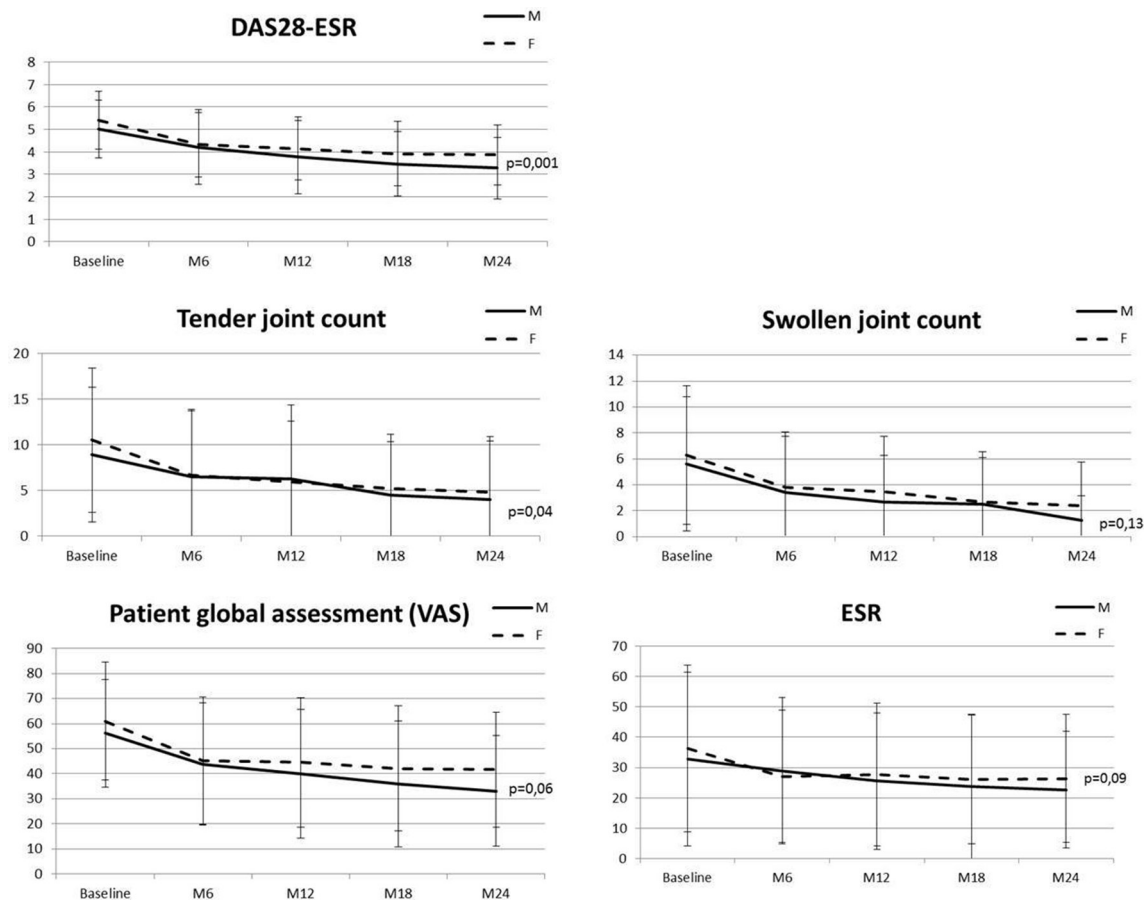 DAS28-ESR
M
F
8
7
6
5
4
3
2
1
0
p=0,001
Baseline M6 M12 M18 M24
Tender joint count
M
F
20
15
10
5
0
p=0,04
Baseline M6 M12 M18 M24
Swollen joint count
M
F
14
12
10
8
6
4
2
0
p=0,13
Baseline M6 M12 M18 M24
Patient global assessment (VAS)
M
F
90
80
70
60
50
40
30
20
10
0
p=0,06
Baseline M6 M12 M18 M24
ESR
M
F
70
60
50
40
30
20
10
0
p=0,09
Baseline M6 M12 M18 M24